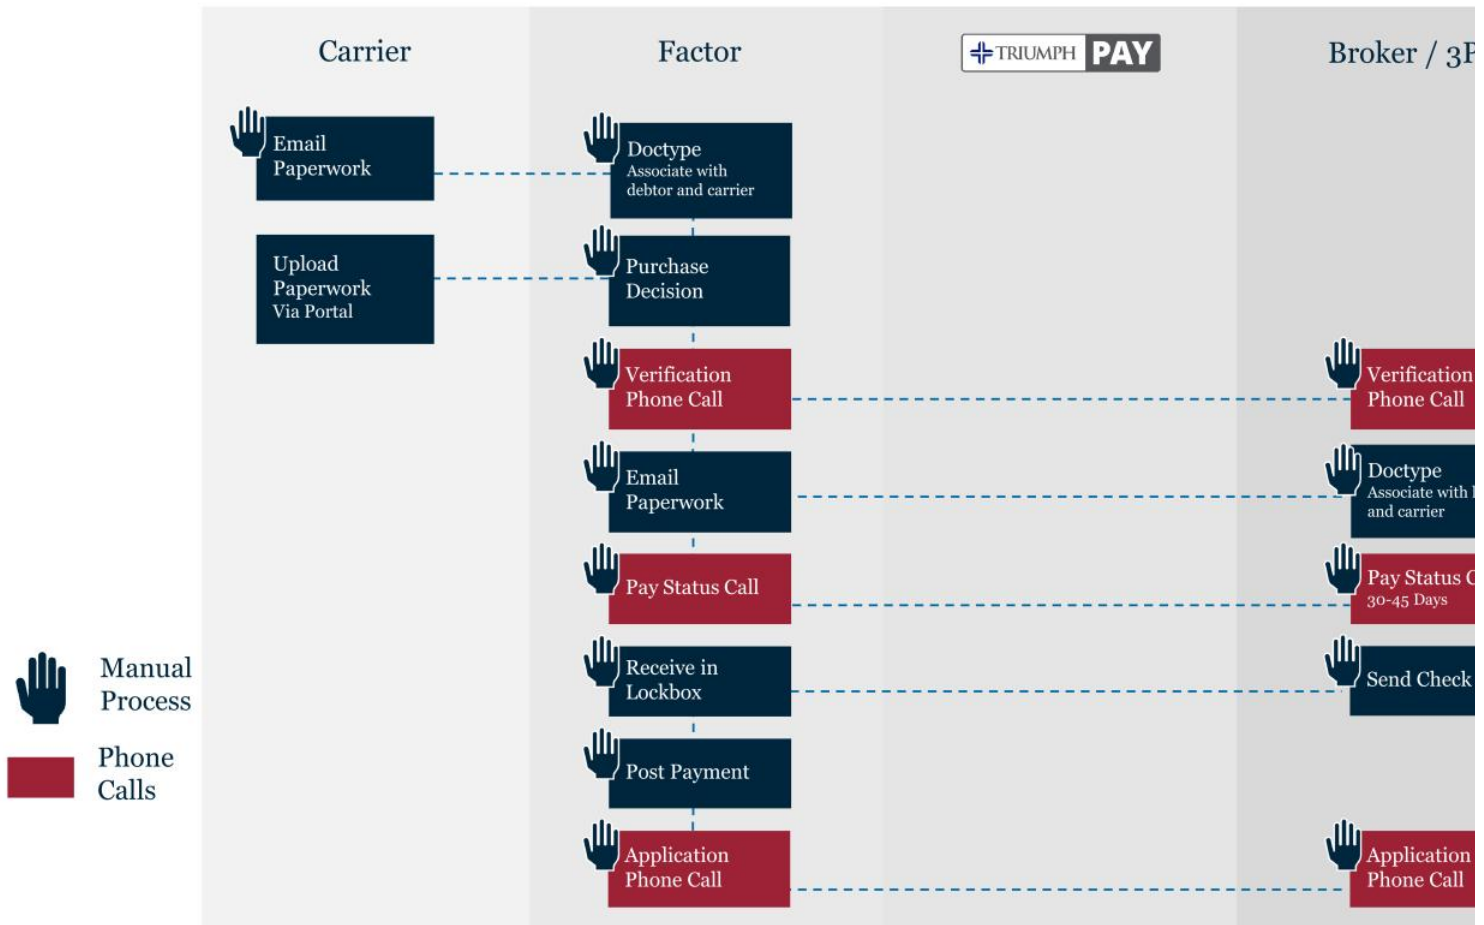 Carrier
Factor
TRIUMPH PAY
Broker / 3P
Email
Paperwork
Doctype
Associate with
debtor and carrier
Upload
Paperwork
Via Portal
Purchase
Decision
Verification
Phone Call
Verification
Phone Call
Email
Paperwork
Doctype
Associate with
and carrier
Pay Status Call
Pay Status C
30-45 Days
Manual
Process
Receive in
Lockbox
Send Check
Phone
Calls
Post Payment
Application
Phone Call
Application
Phone Call